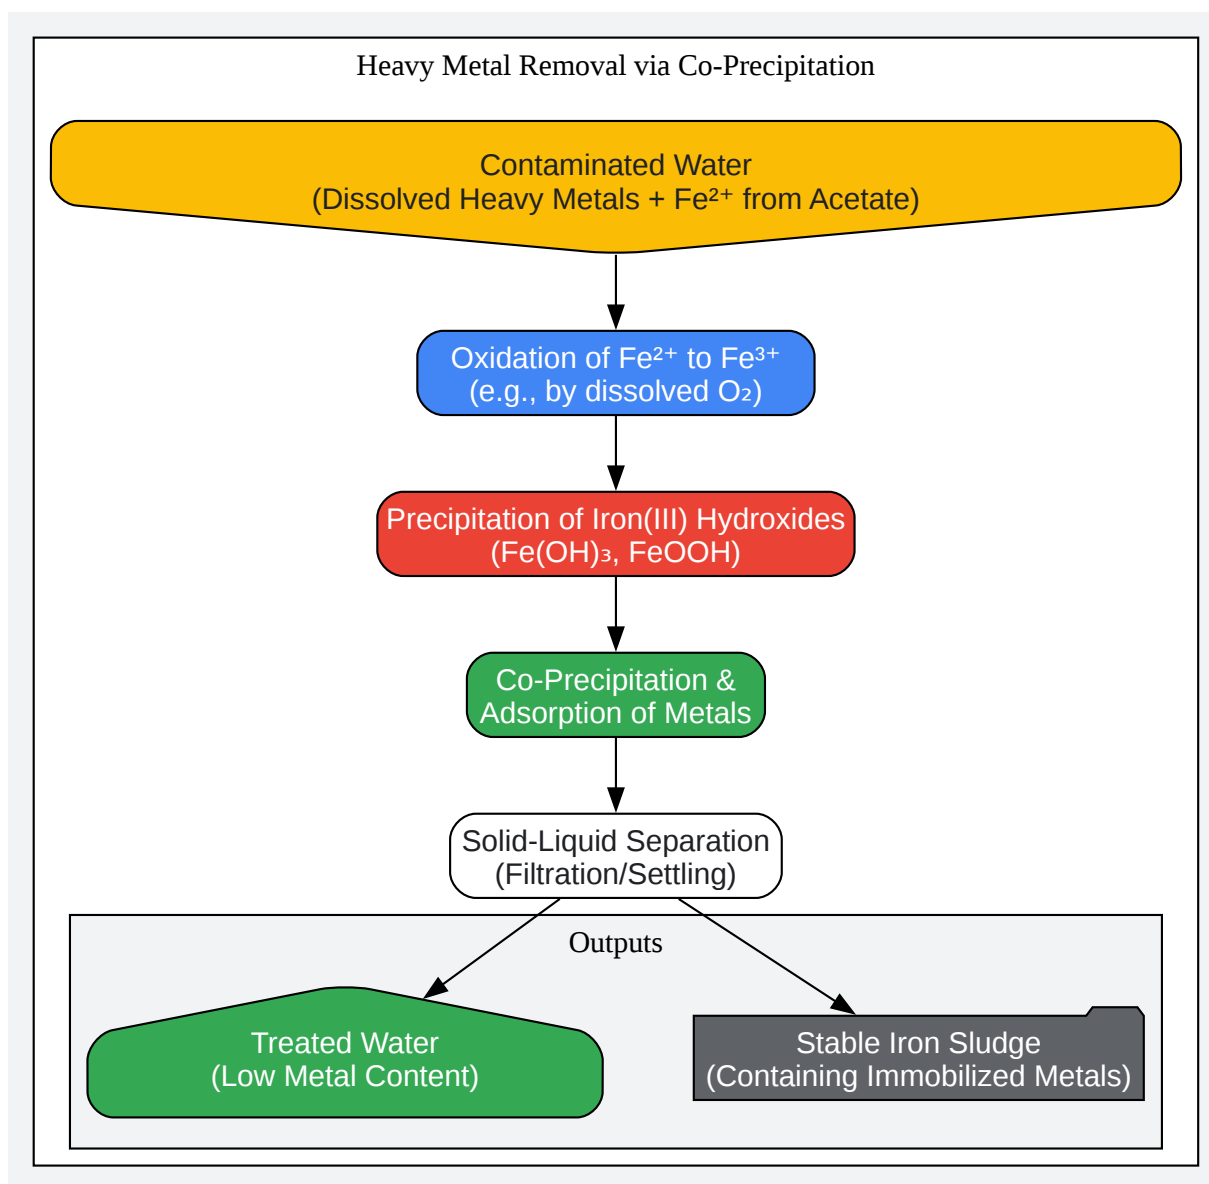 Heavy Metal Removal via Co-Precipitation
Contaminated Water
(Dissolved Heavy Metals + Fe²⁺ from Acetate)
Oxidation of Fe²⁺ to Fe³⁺
(e.g., by dissolved O₂)
Precipitation of Iron(III) Hydroxides
(Fe(OH)₃, FeOOH)
Co-Precipitation &
Adsorption of Metals
Solid-Liquid Separation
(Filtration/Settling)
Outputs
Treated Water
(Low Metal Content)
Stable Iron Sludge
(Containing Immobilized Metals)